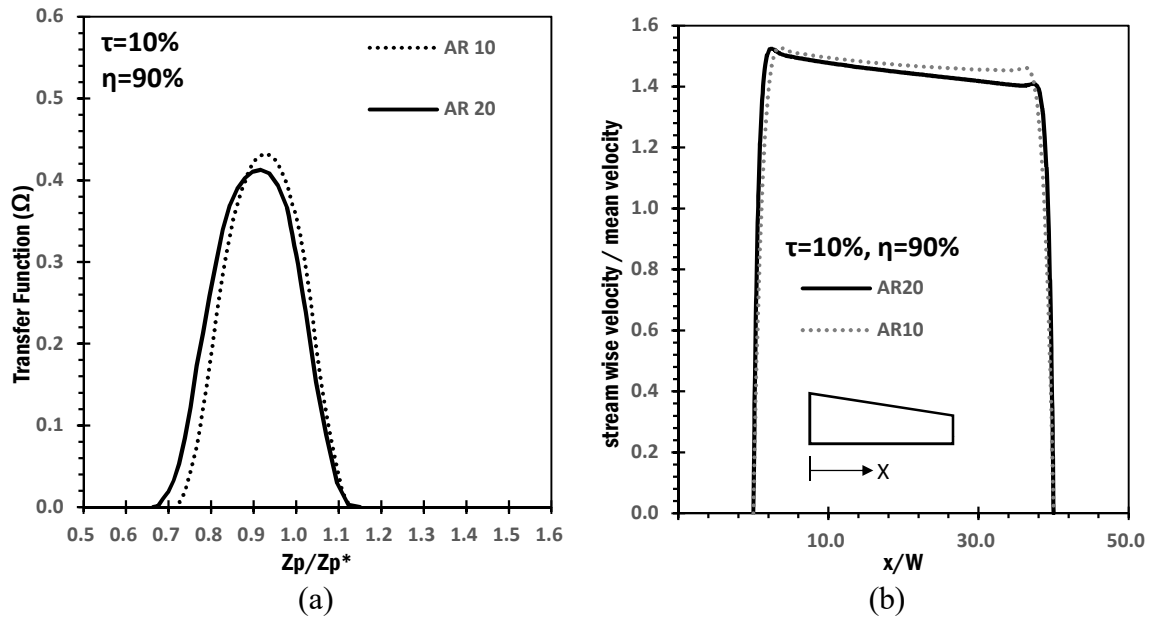 0.6
0.5
0.4
0.3
0.2
0.1
0.0
Transfer Function (Ω)
τ=10%
η=90%
AR 10
AR 20
0.5 0.6 0.7 0.8 0.9 1.0 1.1 1.2 1.3 1.4 1.5 1.6
Zp/Zp*
(a)
1.6
1.4
1.2
1.0
0.8
0.6
0.4
0.2
0.0
stream wise velocity / mean velocity
τ=10%, η=90%
AR20
AR10
X
10.0 30.0 50.0
x/W
(b)